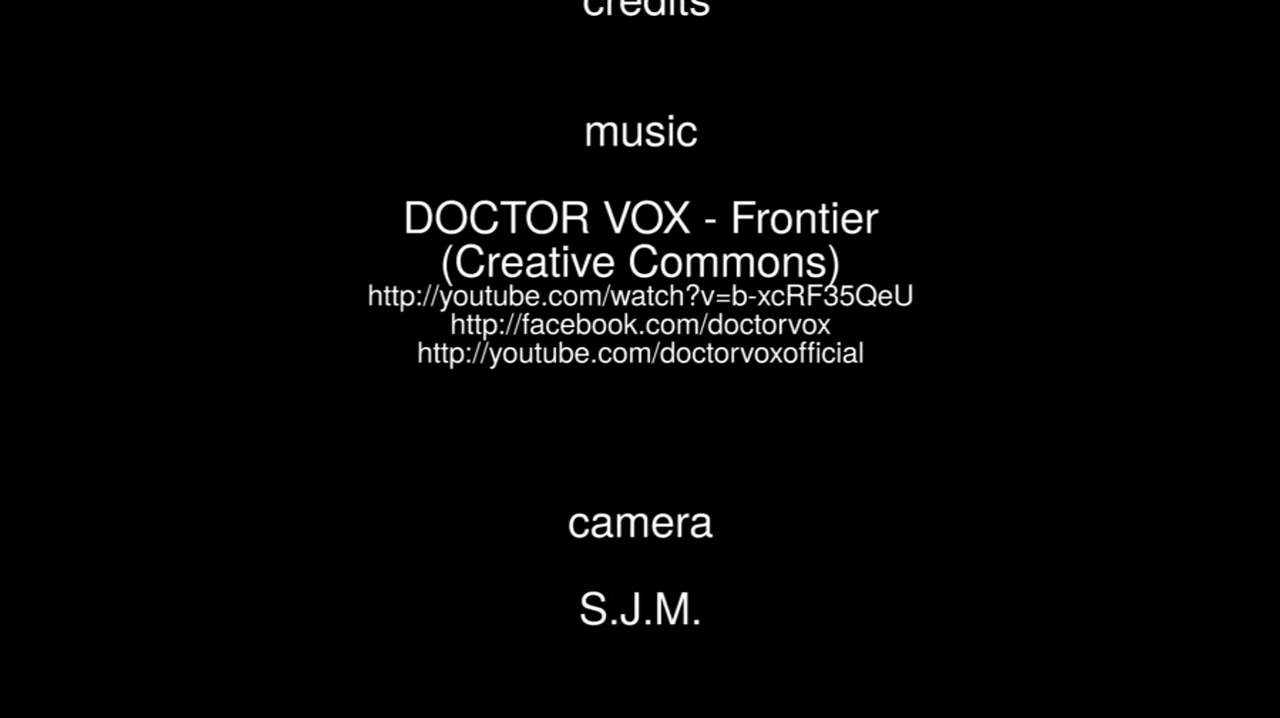 credits
music
DOCTOR VOX - Frontier
(Creative Commons)
http://youtube.com/watch?v=b-xcRF35QeU
http://facebook.com/doctorvox
http://youtube.com/doctorvoxofficial
camera
S.J.M.